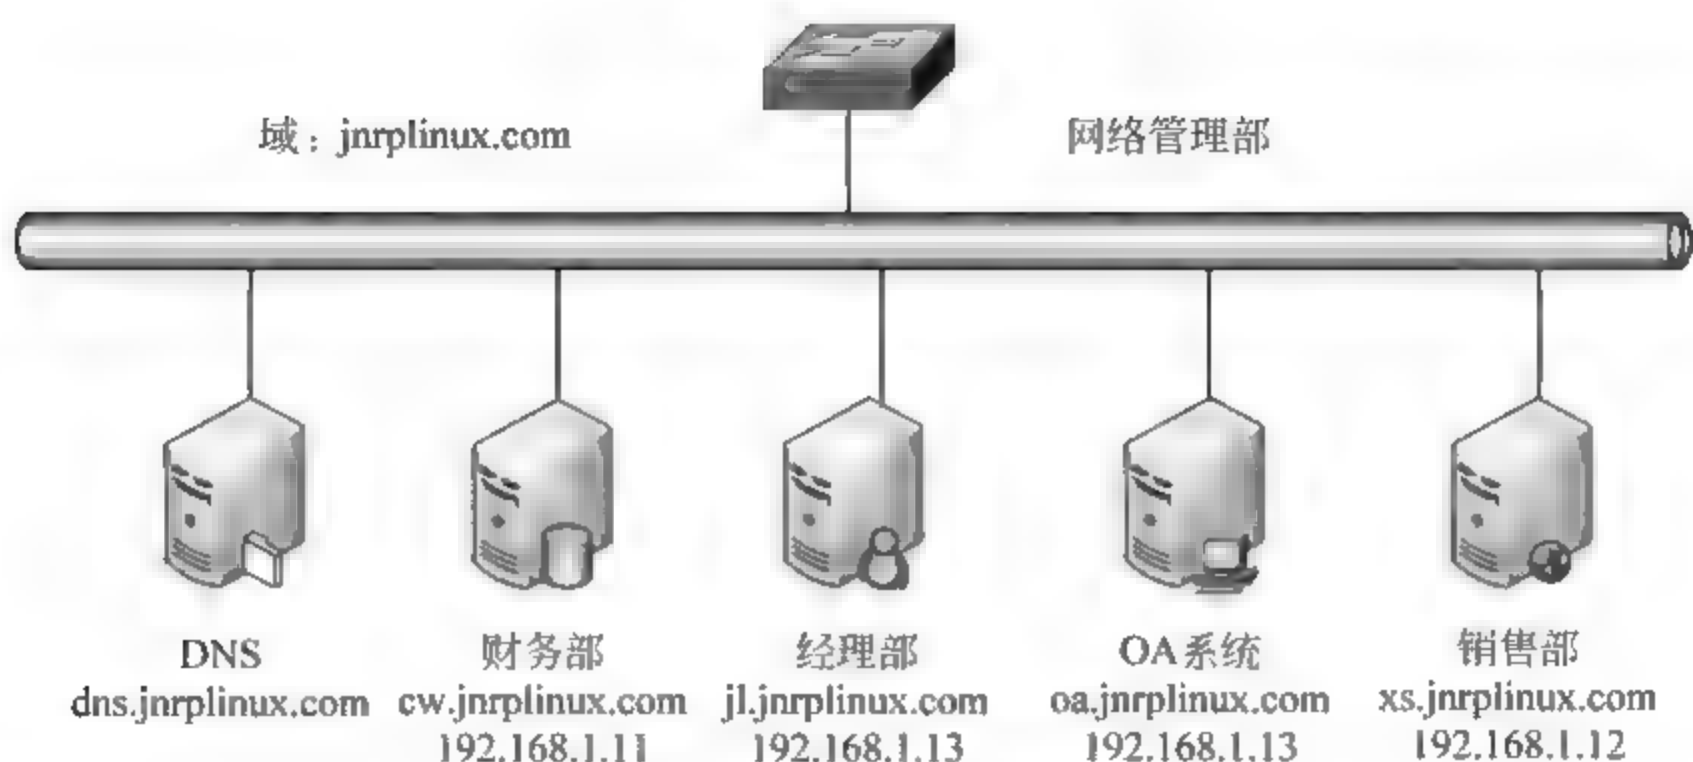 域：jnrplinux.com
网络管理部
DNS
dns.jnrplinux.com
财务部
cw.jnrplinux.com
192.168.1.11
经理部
jl.jnrplinux.com
192.168.1.13
OA系统
oa.jnrplinux.com
192.168.1.13
销售部
xs.jnrplinux.com
192.168.1.12